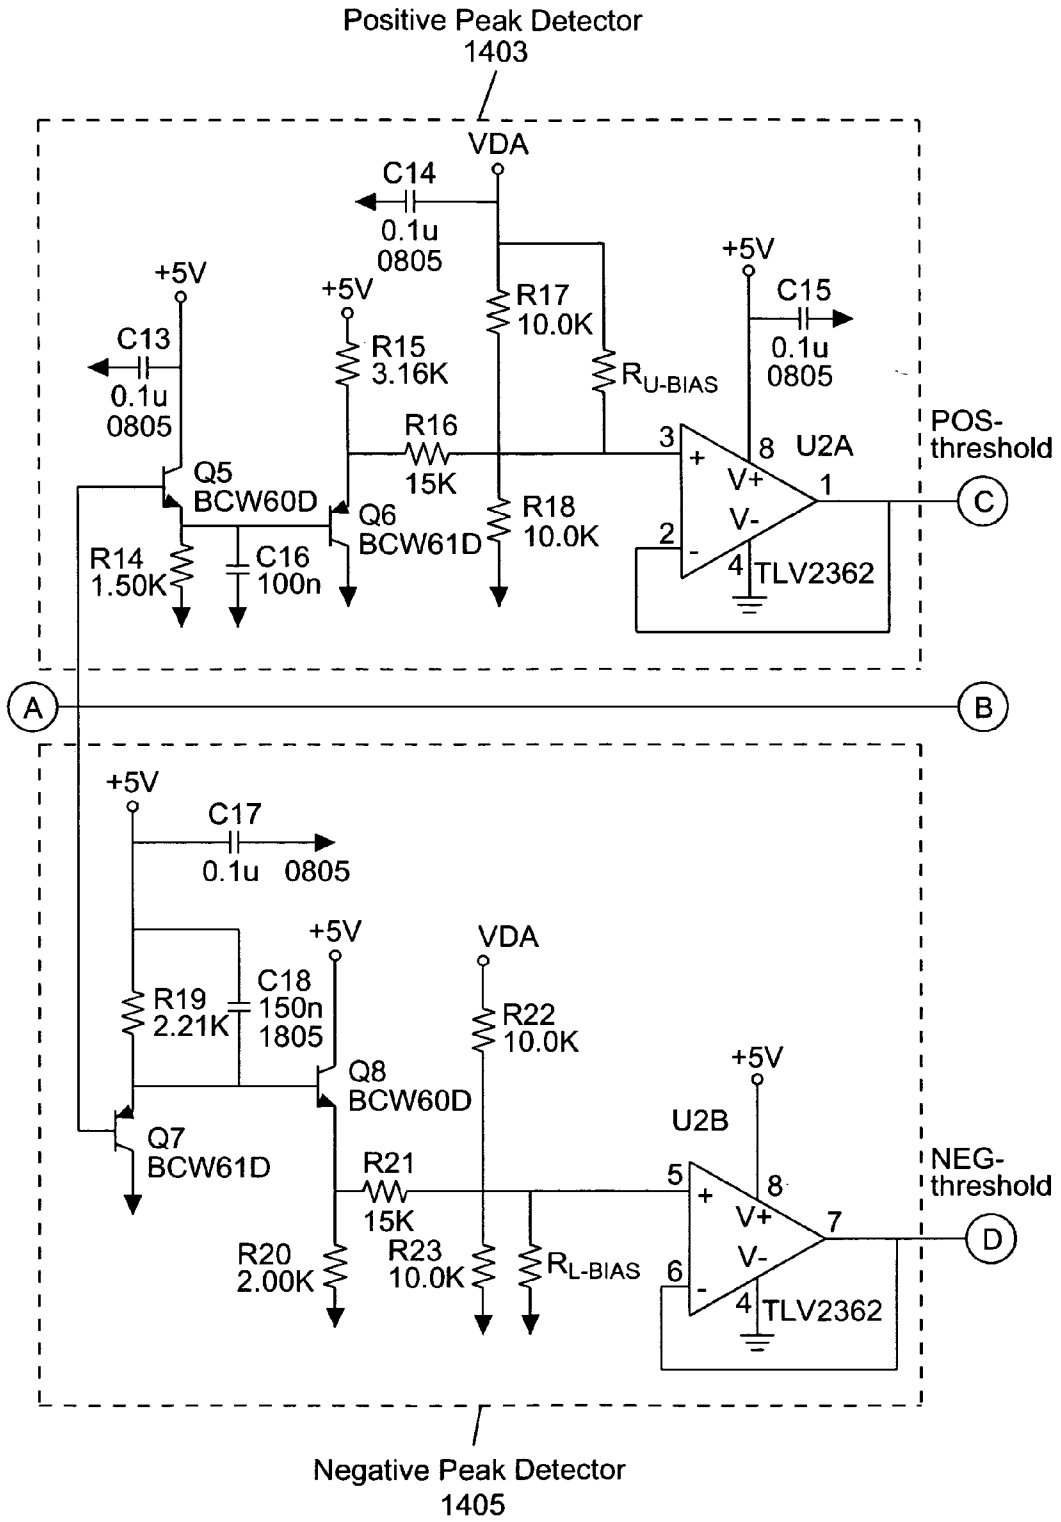 Positive Peak Detector
1403
VDA
C14
0.1u
0805
+5V
C13
0.1u
0805
+5V
R15
3.16K
R17
10.0K
R_U-BIAS
+5V
C15
0.1u
0805
POS-
threshold
R16
15K
3
+
8
U2A
V+
1
C
Q5
BCW60D
Q6
BCW61D
R18
10.0K
2
-
V-
4
TLV2362
R14
1.50K
C16
100n
A
B
+5V
C17
0.1u 0805
+5V
VDA
R19
2.21K
C18
150n
1805
R22
10.0K
Q8
BCW60D
+5V
U2B
Q7
BCW61D
R21
15K
5
+
8
V+
7
NEG-
threshold
D
R20
2.00K
R23
10.0K
R_L-BIAS
6
-
V-
4
TLV2362
Negative Peak Detector
1405